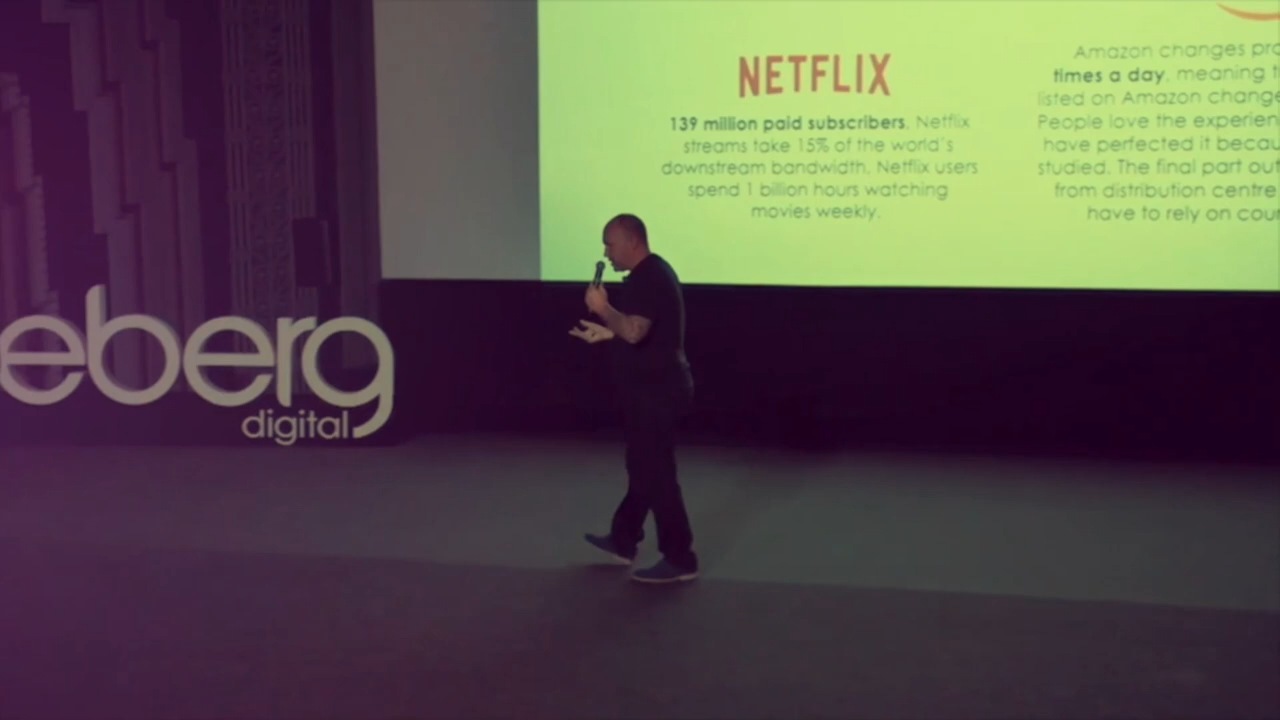 NETFLIX
139 million paid subscribers. Netflix
streams take 15% of the world's
downstream bandwidth. Netflix users
spend 1 billion hours watching
movies weekly.
Amazon changes
times a day. meaning
listed on Amazon
People love the
have perfected it
studied. The final part
from distribution
have to rely on
eberg
digital